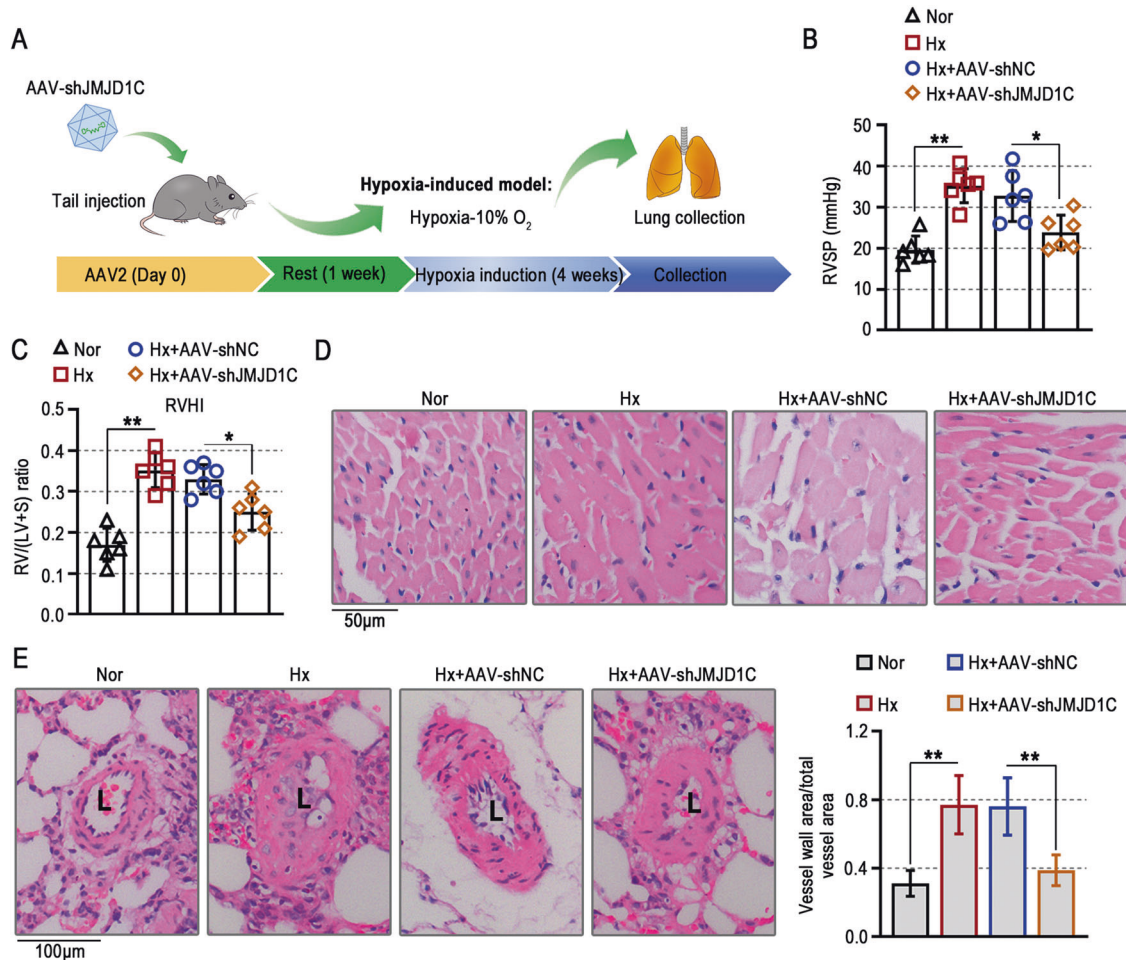 A
AAV-shJMJD1C
Tail injection
Hypoxia-induced model:
Hypoxia-10% O₂
Lung collection
AAV2 (Day 0)
Rest (1 week)
Hypoxia induction (4 weeks)
Collection
B
Nor
Hx
Hx+AAV-shNC
Hx+AAV-shJMJD1C
50
40
30
20
10
0
RVSP (mmHg)
**
*
C
Nor
Hx+AAV-shNC
Hx
Hx+AAV-shJMJD1C
RVHI
0.5
0.4
0.3
0.2
0.1
0.0
RV/(LV+S) ratio
**
*
D
Nor
Hx
Hx+AAV-shNC
Hx+AAV-shJMJD1C
50µm
E
Nor
Hx
Hx+AAV-shNC
Hx+AAV-shJMJD1C
L
L
L
L
100µm
Nor
Hx+AAV-shNC
Hx
Hx+AAV-shJMJD1C
1.2
0.8
0.4
0.0
Vessel wall area/total
vessel area
**
**